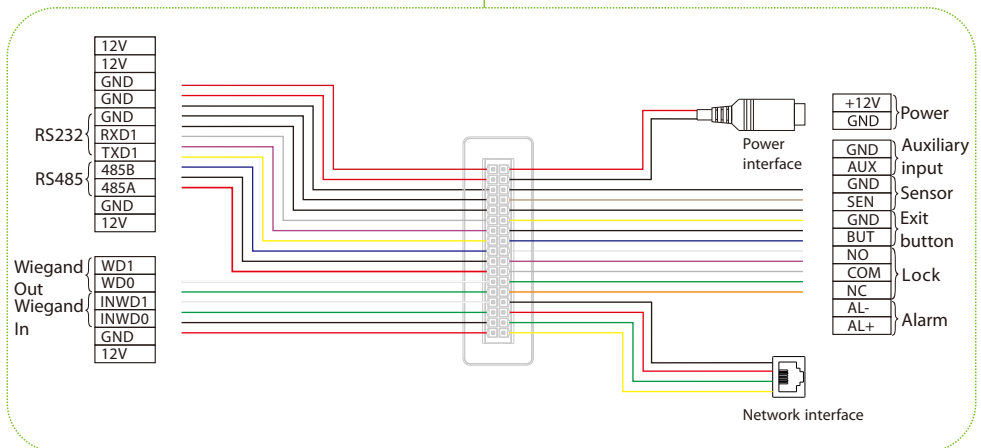 12V
12V
GND
GND
GND
RS232
RXD1
TXD1
485B
RS485
485A
GND
12V
Wiegand
Out
WD1
WD0
Wiegand
In
INWD1
INWD0
GND
12V
Power
interface
+12V
GND
Power
GND
AUX
Auxiliary
input
GND
SEN
Sensor
GND
BUT
Exit
button
NO
COM
NC
Lock
AL-
AL+
Alarm
Network interface